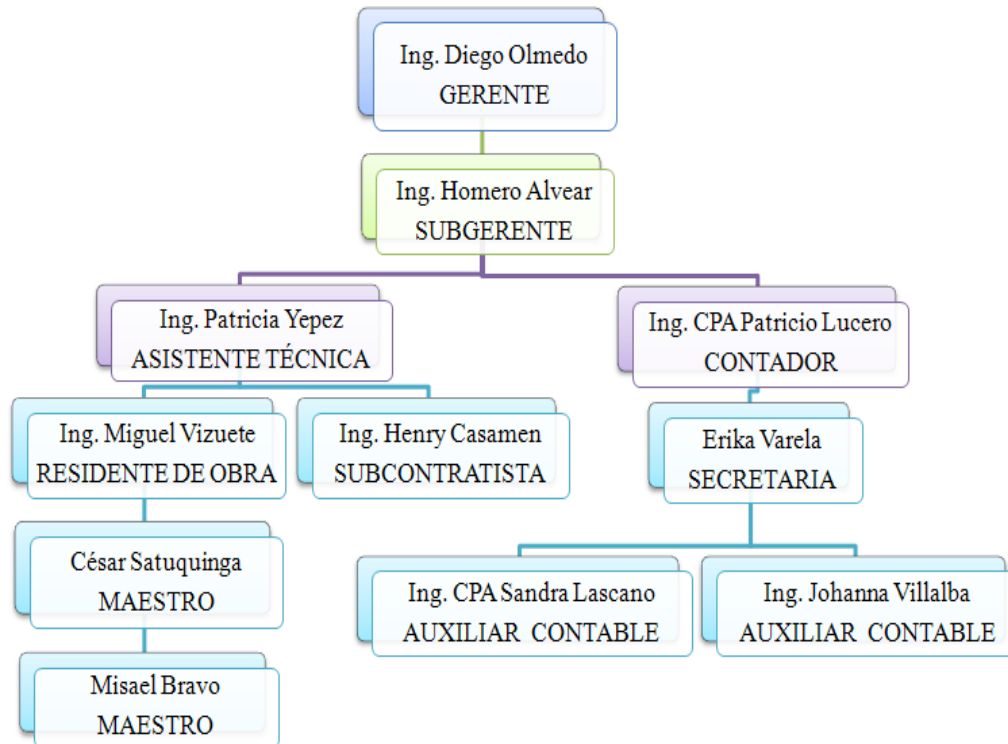 Ing. Diego Olmedo
GERENTE
Ing. Homero Alvear
SUBGERENTE
Ing. Patricia Yepez
ASISTENTE TÉCNICA
Ing. CPA Patricio Lucero
CONTADOR
Ing. Miguel Vizuete
RESIDENTE DE OBRA
Ing. Henry Casamen
SUBCONTRATISTA
Erika Varela
SECRETARIA
César Satuquinga
MAESTRO
Ing. CPA Sandra Lascano
AUXILIAR CONTABLE
Ing. Johanna Villalba
AUXILIAR CONTABLE
Misael Bravo
MAESTRO